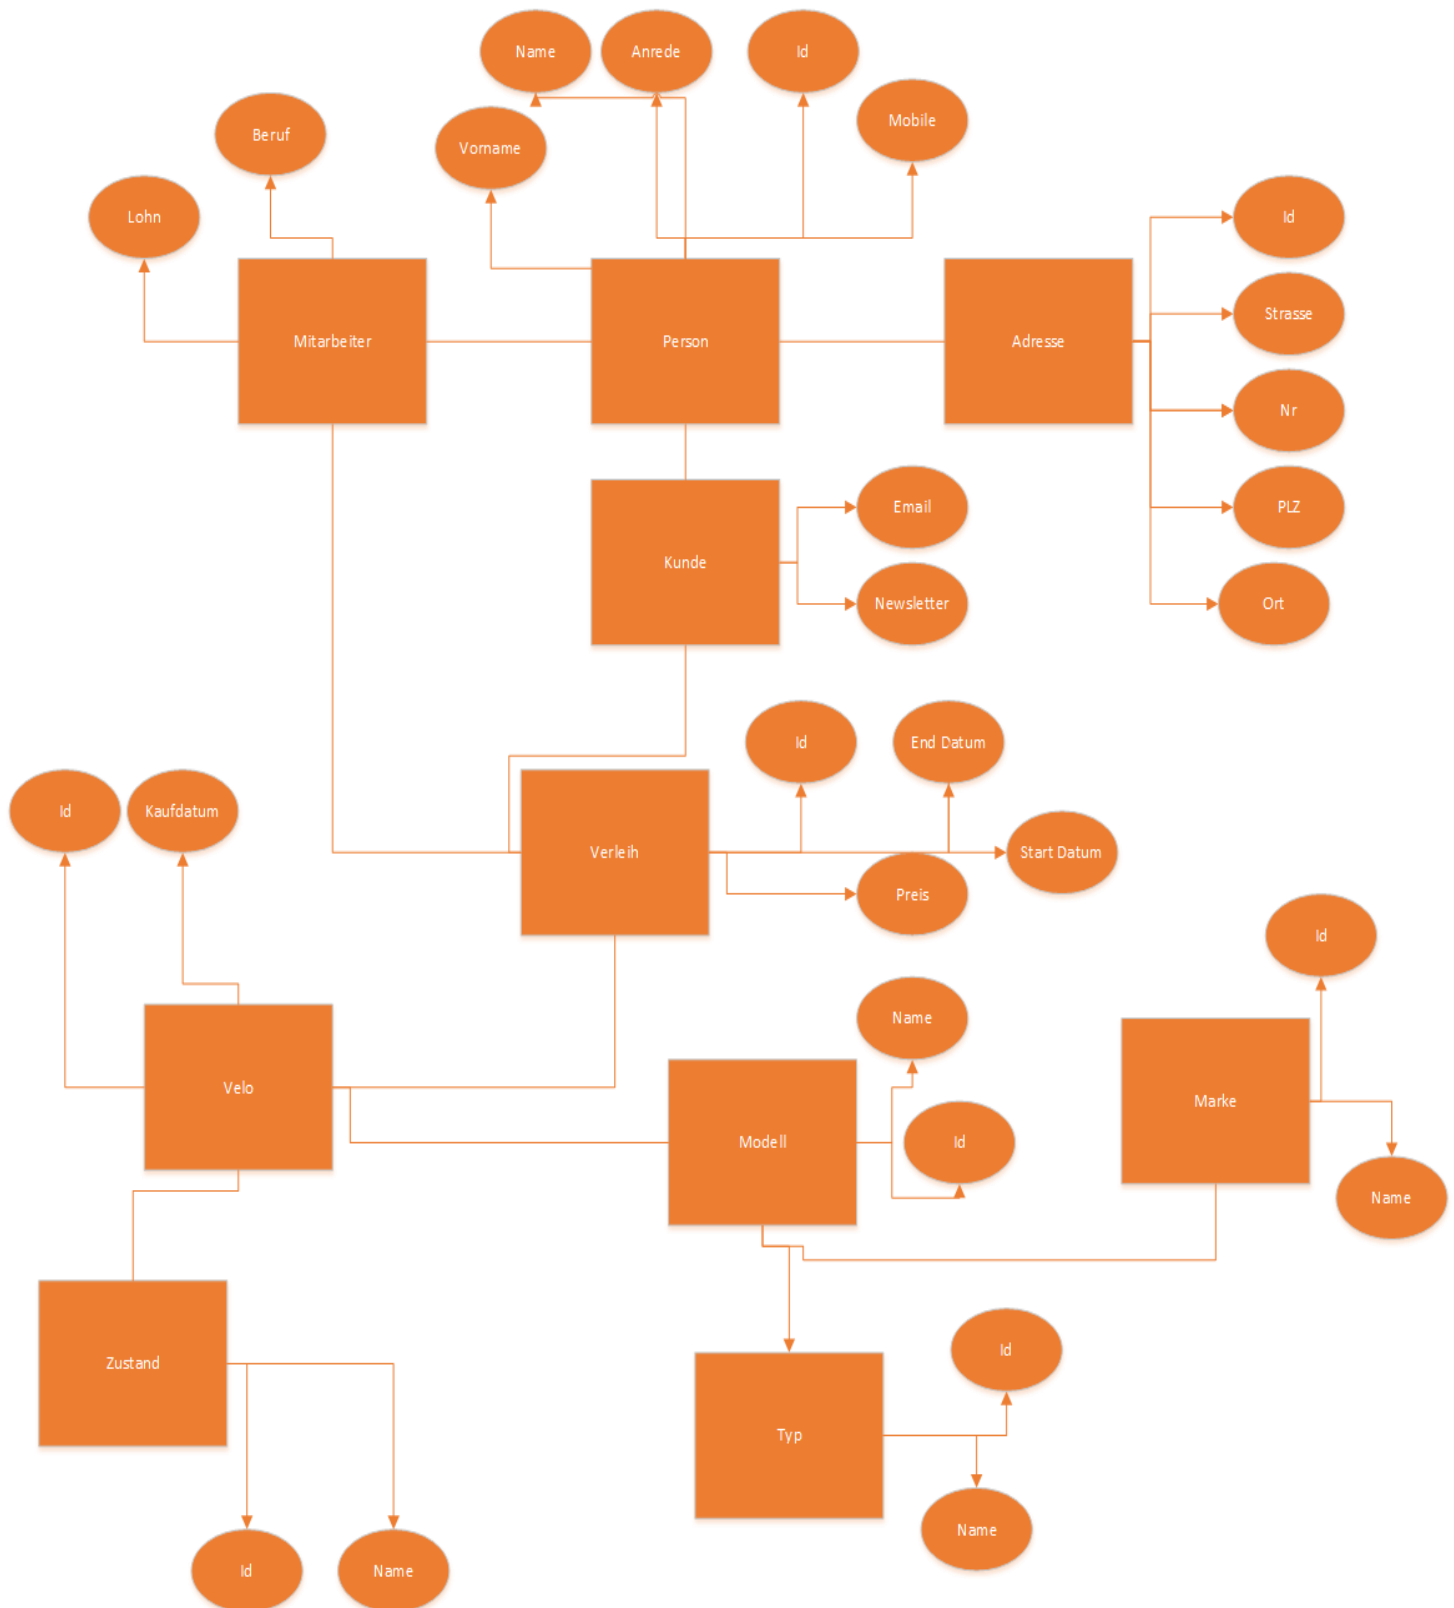 Name
Anrede
Id
Mobile
Beruf
Vorname
Lohn
Id
Strasse
Mitarbeiter
Person
Adresse
Nr
Email
PLZ
Kunde
Newsletter
Ort
Id
End Datum
Id
Kaufdatum
Verleih
Start Datum
Preis
Id
Name
Velo
Marke
Modell
Id
Name
Id
Zustand
Typ
Name
Id
Name